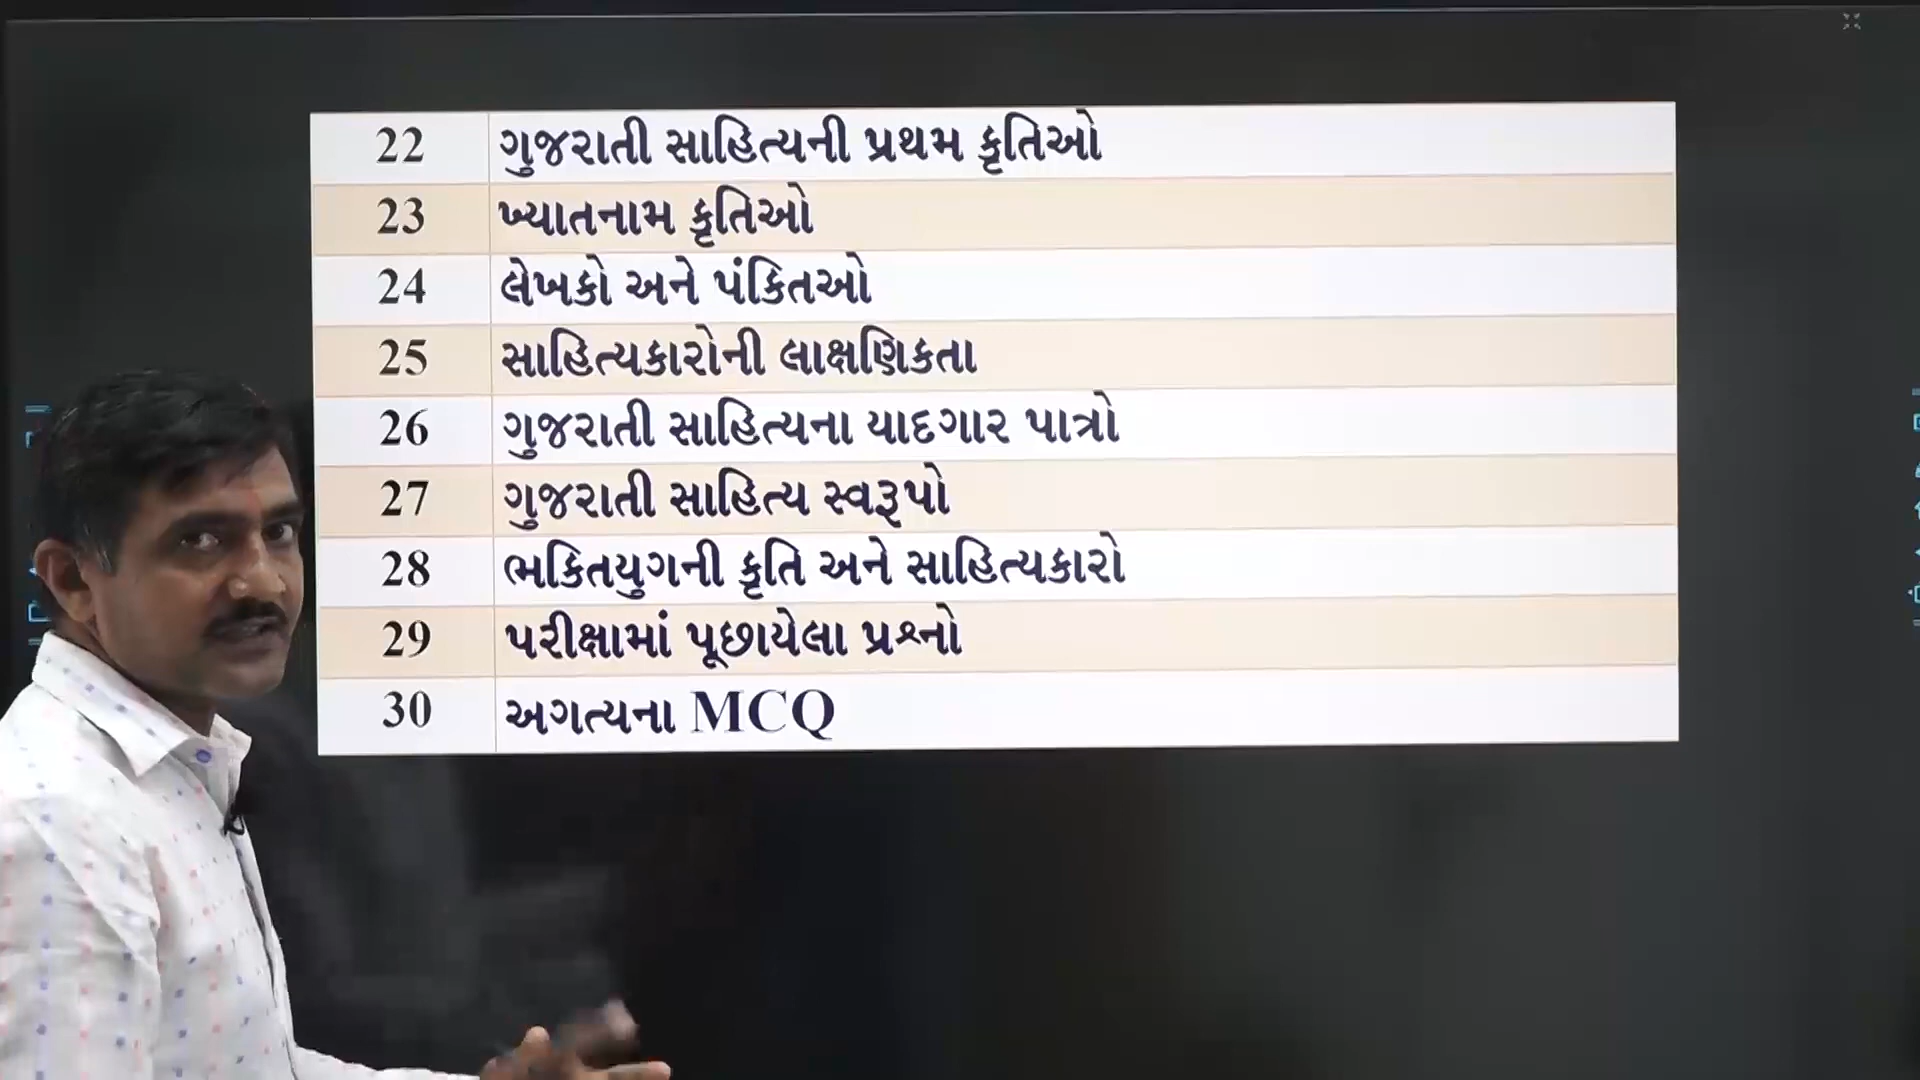 22 ગુજરાતી સાહિત્યની પ્રથમ કૃતિઓ
23 ખ્યાતનામ કૃતિઓ
24 લેખકો અને પંકિતઓ
25 સાહિત્યકારોની લાક્ષણિકતા
26 ગુજરાતી સાહિત્યના યાદગાર પાત્રો
27 ગુજરાતી સાહિત્ય સ્વરૂપો
28 ભકિતયુગની કૃતિ અને સાહિત્યકારો
29 પરીક્ષામાં પૂછાયેલા પ્રશ્નો
30 અગત્યના MCQ